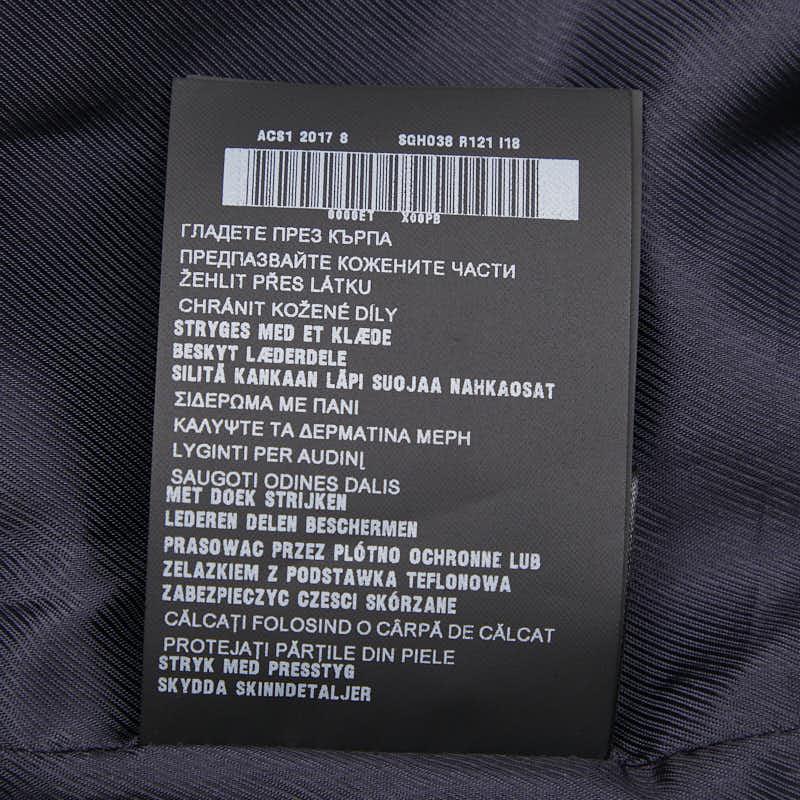 AC81 2017 8 SGH038 R121 I18
0000ET X00PB
ГЛАДЕТЕ ПРЕЗ КЪРПА
ПРЕДПАЗВАЙТЕ КОЖЕНИТЕ ЧАСТИ
ŽEHLIT PŘES LÁTKU
CHRÁNIT KOŽENÉ DÍLY
STRYGES MED ET KLÆDE
BESKYT LÆDERDELE
SILITÄ KANKAAN LÄPI SUOJAA NAHKAOSAT
ΣΙΔΕΡΩΜΑ ΜΕ ΠΑΝΙ
ΚΑΛΥΨΤΕ ΤΑ ΔΕΡΜΑΤΙΝΑ ΜΕΡΗ
LYGINTI PER AUDINĮ
SAUGOTI ODINES DALIS
MET DOEK STRIJKEN
LEDEREN DELEN BESCHERMEN
PRASOWAC PRZEZ PLÓTNO OCHRONNE LUB
ZELAZKIEM Z PODSTAWKA TEFLONOWA
ZABEZPIECZYC CZESCI SKÓRZANE
CĂLCAȚI FOLOSIND O CÂRPĂ DE CĂLCAT
PROTEJAȚI PĂRȚILE DIN PIELE
STRYK MED PRESSTYG
SKYDDA SKINNDETALJER